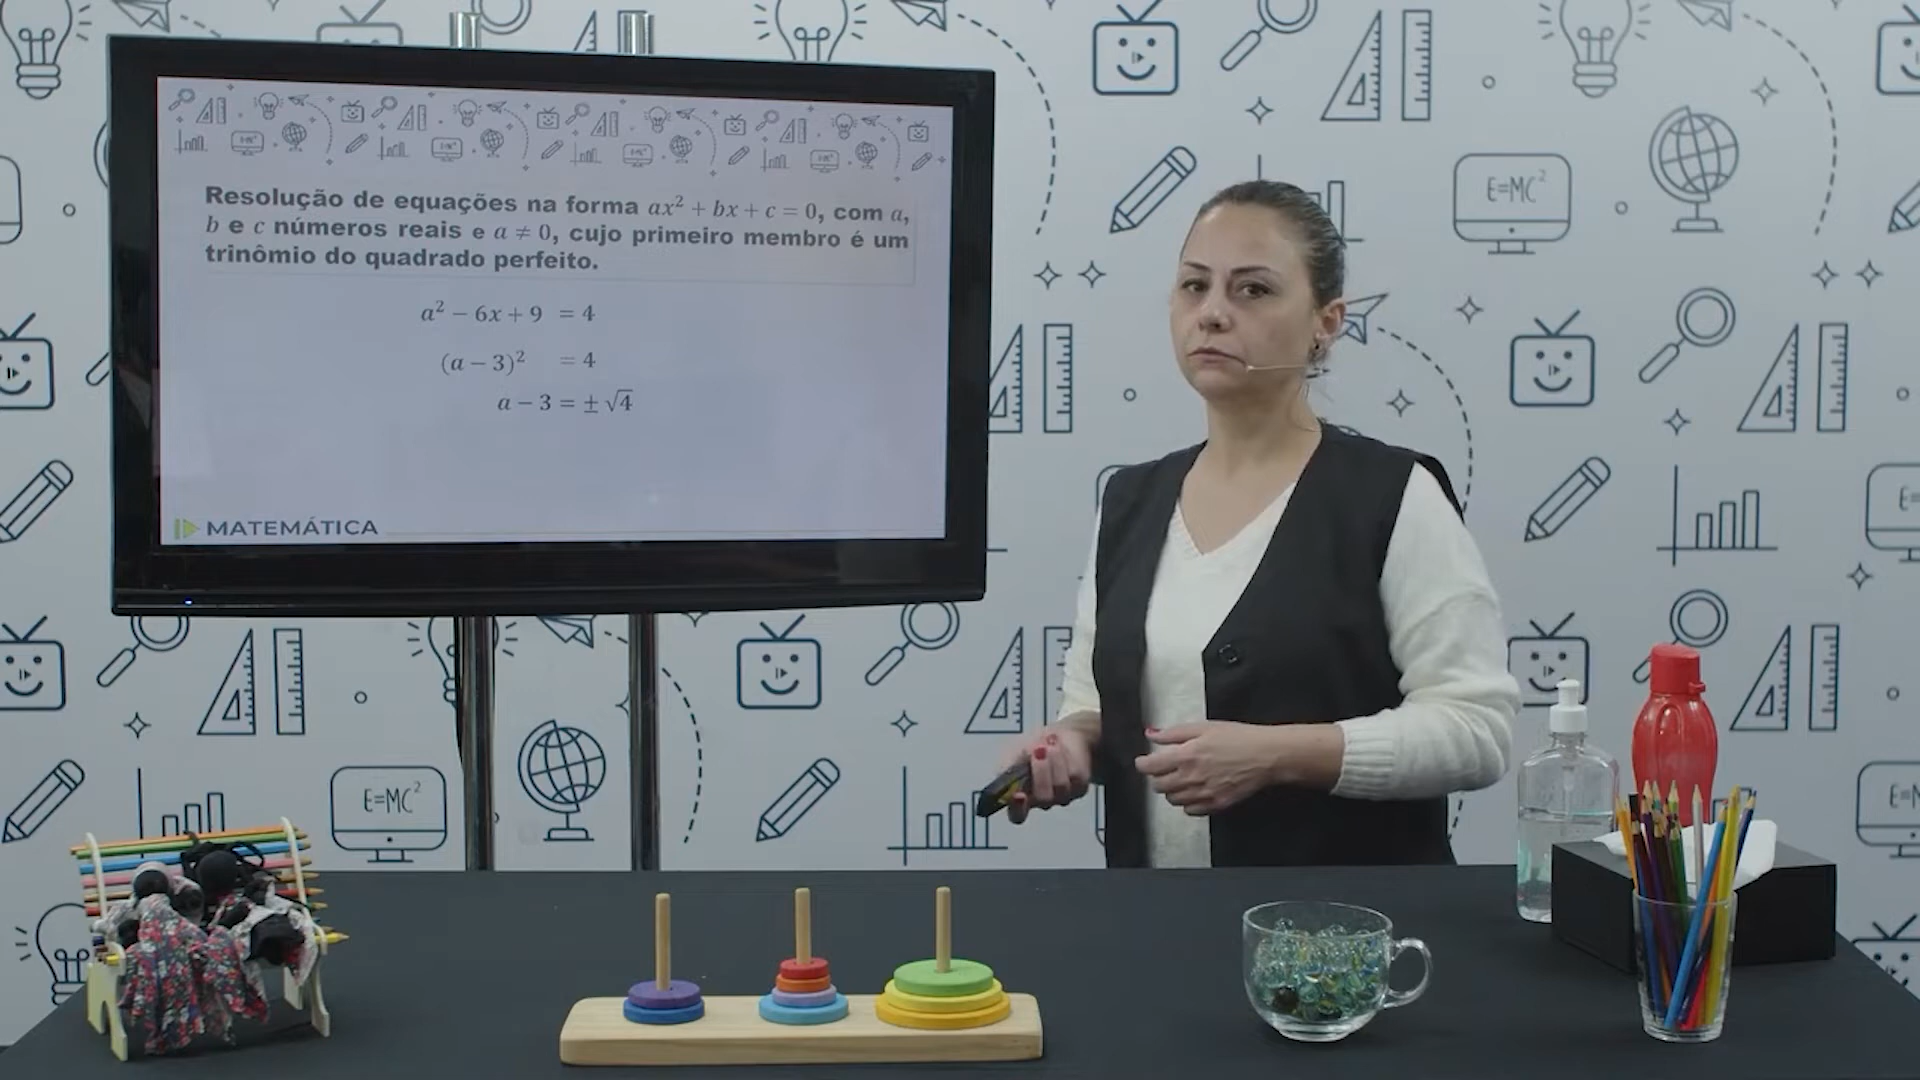 Resolução de equações na forma ax² + bx + c = 0, com a,
b e c números reais e a ≠ 0, cujo primeiro membro é um
trinômio do quadrado perfeito.
a² − 6x + 9 = 4
(a − 3)² = 4
a − 3 = ± √4
MATEMÁTICA
E=MC²
E=MC²